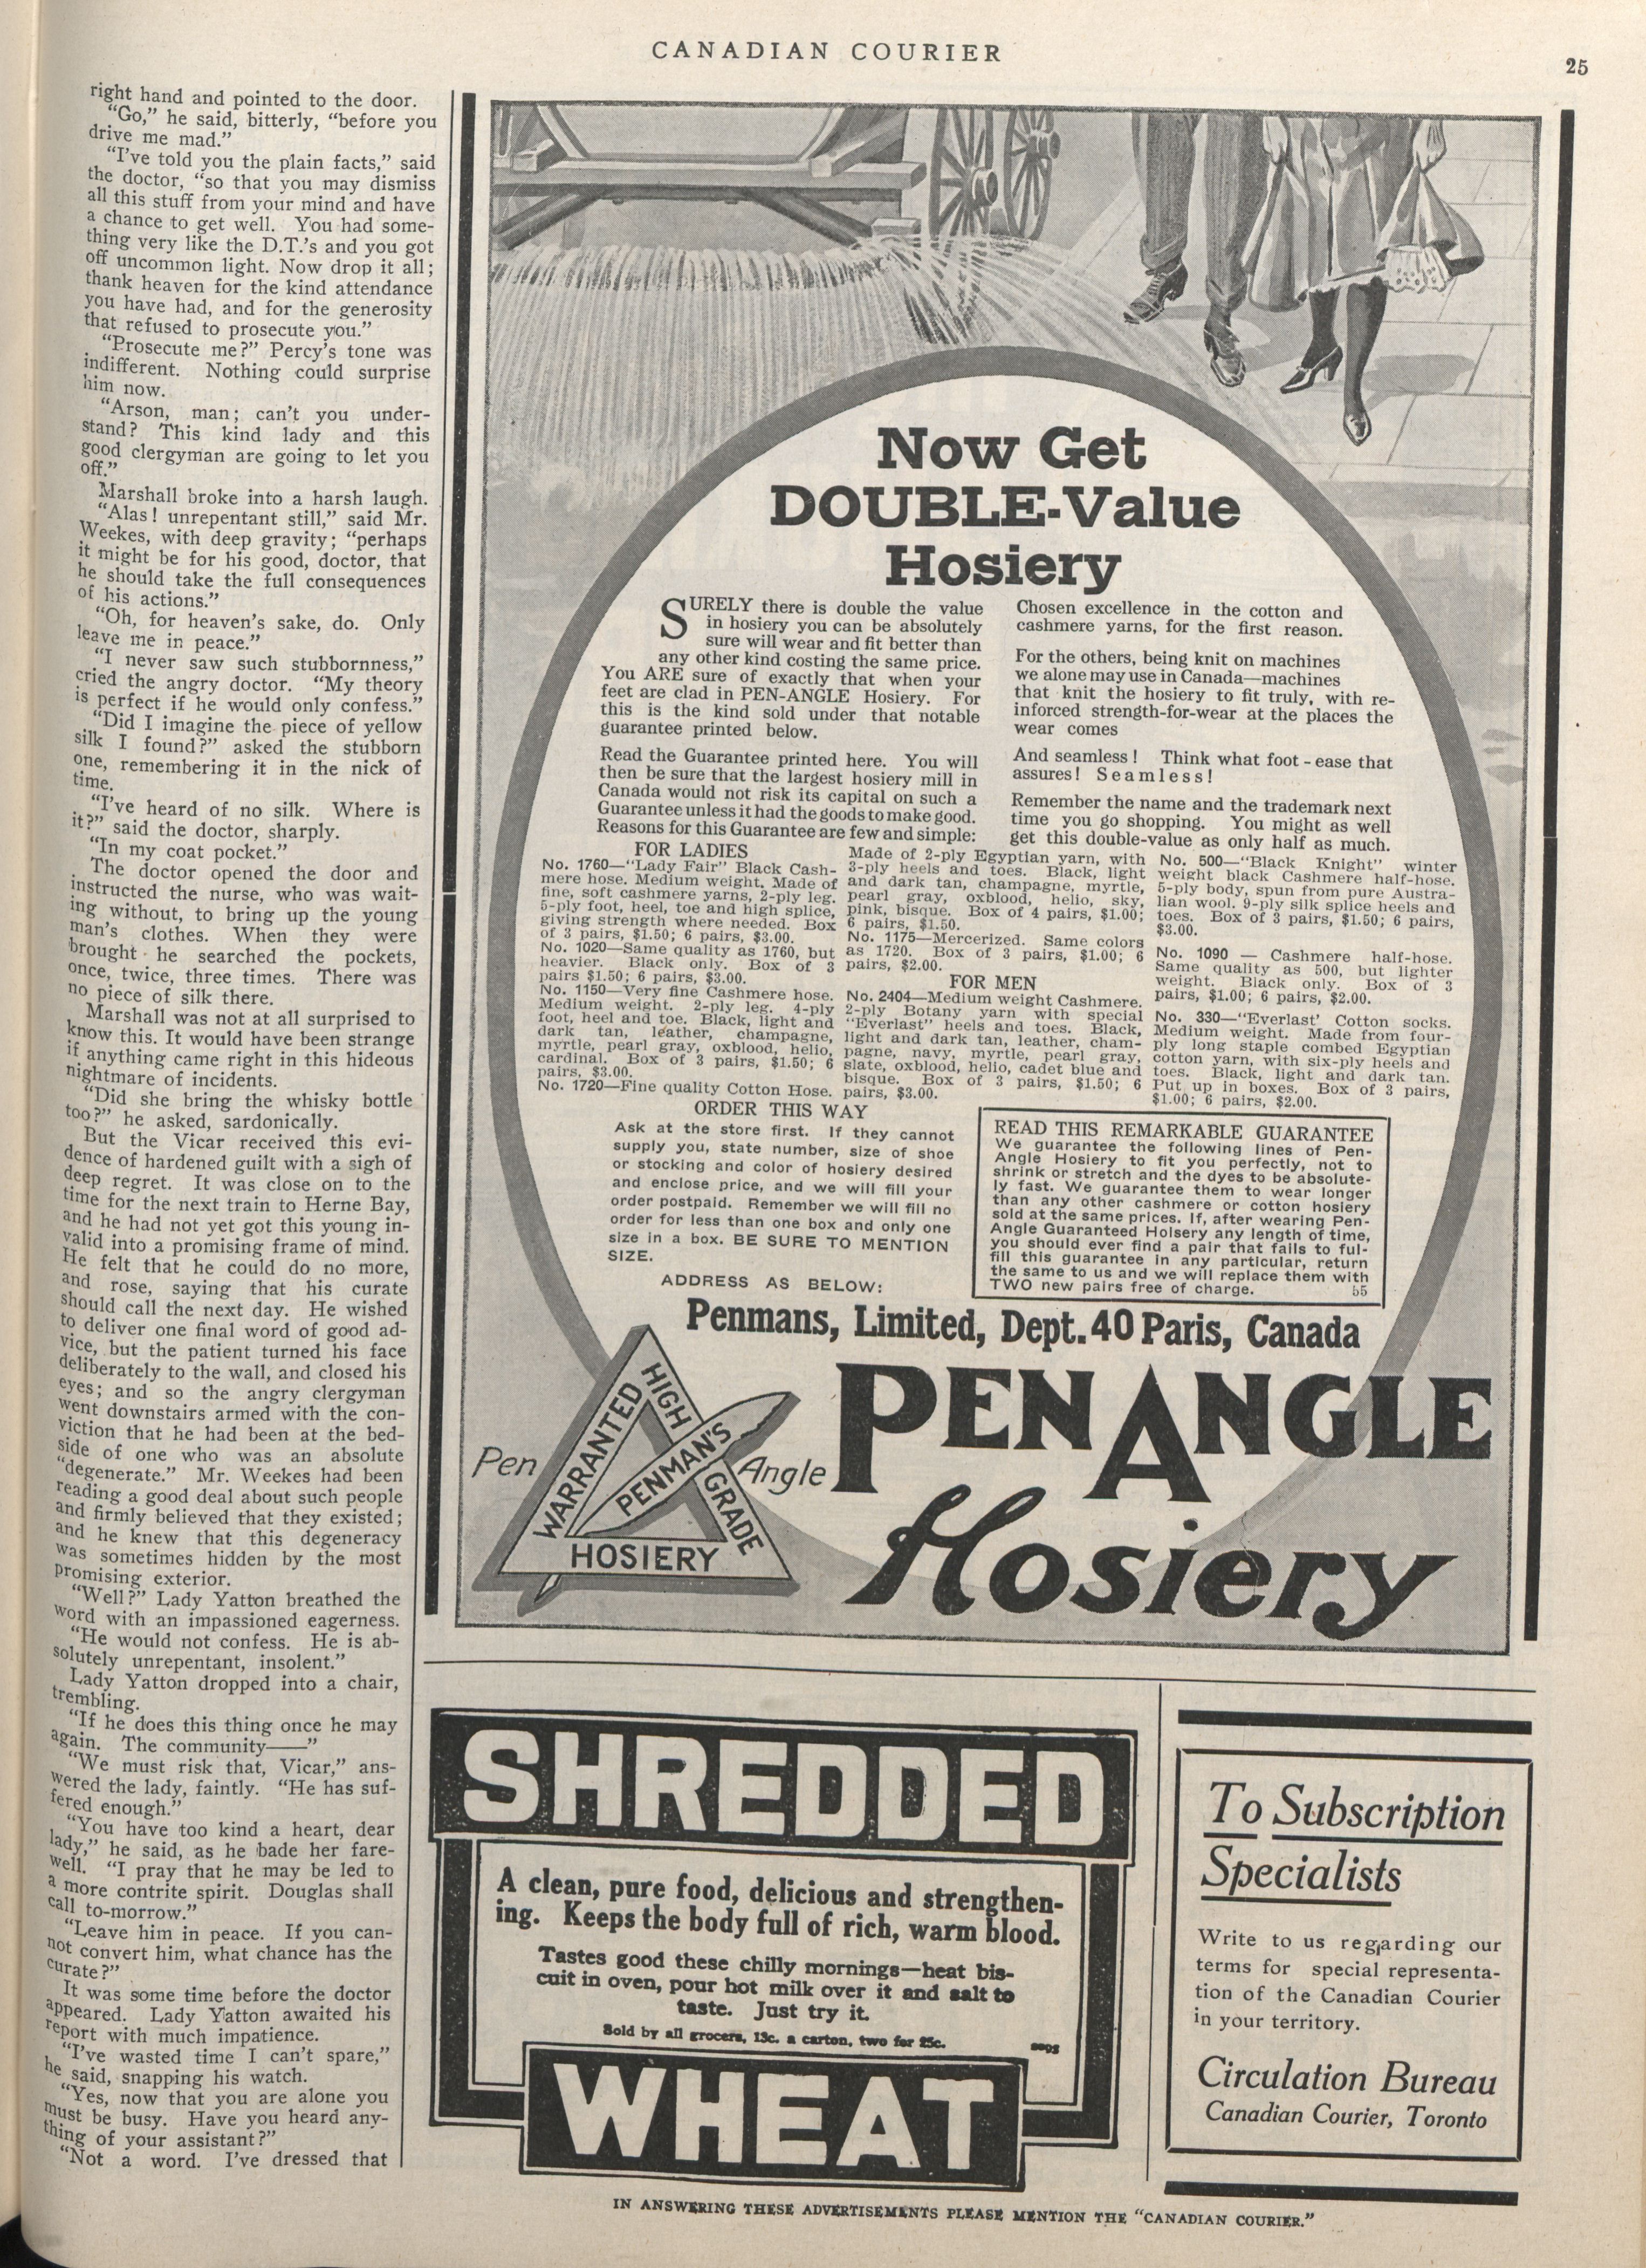 CANADIAN COURIER
25
right hand and pointed to the door.
“Go,” he said, bitterly, “before you
drive me mad.”
“I’ve told you the plain facts,” said
the doctor, “so that you may dismiss
all this stuff from your mind and have
a chance to get well. You had some-
thing very like the D.T.’s and you got
off uncommon light. Now drop it all;
thank heaven for the kind attendance
you have had, and for the generosity
that refused to prosecute you.”
“Prosecute me?” Percy’s tone was
indifferent. Nothing could surprise
him now.
“Arson, man; can’t you under-
stand? This kind lady and this
good clergyman are going to let you
off.”
Marshall broke into a harsh laugh.
“Alas! unrepentant still,” said Mr.
Weekes, with deep gravity; “perhaps
it might be for his good, doctor, that
he should take the full consequences
of his actions.”
“Oh, for heaven’s sake, do. Only
leave me in peace.”
“I never saw such stubbornness,”
cried the angry doctor. “My theory
is perfect if he would only confess.”
“Did I imagine the piece of yellow
silk I found?” asked the stubborn
one, remembering it in the nick of
time.
“I’ve heard of no silk. Where is
it?” said the doctor, sharply.
“In my coat pocket.”
The doctor opened the door and
instructed the nurse, who was wait-
ing without, to bring up the young
man’s clothes. When they were
brought he searched the pockets,
once, twice, three times. There was
no piece of silk there.
Marshall was not at all surprised to
know this. It would have been strange
if anything came right in this hideous
nightmare of incidents.
“Did she bring the whisky bottle
too?” he asked, sardonically.
But the Vicar received this evi-
dence of hardened guilt with a sigh of
deep regret. It was close on to the
time for the next train to Herne Bay,
and he had not yet got this young in-
valid into a promising frame of mind.
He felt that he could do no more,
and rose, saying that his curate
should call the next day. He wished
to deliver one final word of good ad-
vice, but the patient turned his face
deliberately to the wall, and closed his
eyes; and so the angry clergyman
went downstairs armed with the con-
viction that he had been at the bed-
side of one who was an absolute
“degenerate.” Mr. Weekes had been
reading a good deal about such people
and firmly believed that they existed;
and he knew that this degeneracy
was sometimes hidden by the most
promising exterior.
“Well?” Lady Yatton breathed the
word with an impassioned eagerness.
“He would not confess. He is ab-
solutely unrepentant, insolent.”
Lady Yatton dropped into a chair,
trembling.
“If he does this thing once he may
again. The community——”
“We must risk that, Vicar,” ans-
wered the lady, faintly. “He has suf-
fered enough.”
“You have too kind a heart, dear
lady,” he said, as he bade her fare-
well. “I pray that he may be led to
a more contrite spirit. Douglas shall
call to-morrow.”
“Leave him in peace. If you can-
not convert him, what chance has the
curate?”
It was some time before the doctor
appeared. Lady Yatton awaited his
report with much impatience.
“I’ve wasted time I can’t spare,”
he said, snapping his watch.
“Yes, now that you are alone you
must be busy. Have you heard any-
thing of your assistant?”
“Not a word. I’ve dressed that
Now Get
DOUBLE-Value
Hosiery
SURELY there is double the value
in hosiery you can be absolutely
sure will wear and fit better than
any other kind costing the same price.
You ARE sure of exactly that when your
feet are clad in PEN-ANGLE Hosiery. For
this is the kind sold under that notable
guarantee printed below.
Read the Guarantee printed here. You will
then be sure that the largest hosiery mill in
Canada would not risk its capital on such a
Guarantee unless it had the goods to make good.
Reasons for this Guarantee are few and simple:
Chosen excellence in the cotton and
cashmere yarns, for the first reason.
For the others, being knit on machines
we alone may use in Canada—machines
that knit the hosiery to fit truly, with re-
inforced strength-for-wear at the places the
wear comes
And seamless! Think what foot-ease that
assures! Seamless!
Remember the name and the trademark next
time you go shopping. You might as well
get this double-value as only half as much.
FOR LADIES
No. 1760—“Lady Fair” Black Cash-
mere hose. Medium weight. Made of
fine, soft cashmere yarns, 2-ply leg.
5-ply foot, heel, toe and high splice,
giving strength where needed. Box
of 3 pairs, $1.50; 6 pairs, $3.00.
No. 1020—Same quality as 1760, but
heavier. Black only. Box of 3
pairs $1.50; 6 pairs, $3.00.
No. 1150—Very fine Cashmere hose.
Medium weight. 2-ply leg. 4-ply
foot, heel and toe. Black, light and
dark tan, leather, champagne,
myrtle, pearl gray, oxblood, helio,
cardinal. Box of 3 pairs, $1.50; 6
pairs, $3.00.
No. 1720—Fine quality Cotton Hose.
Made of 2-ply Egyptian yarn, with
3-ply heels and toes. Black, light
and dark tan, champagne, myrtle,
pearl gray, oxblood, helio, sky,
pink, bisque. Box of 4 pairs, $1.00;
6 pairs, $1.50.
No. 1175—Mercerized. Same colors
as 1720. Box of 3 pairs, $1.00; 6
pairs, $2.00.
FOR MEN
No. 2404—Medium weight Cashmere.
2-ply Botany yarn with special
“Everlast” heels and toes. Black,
light and dark tan, leather, cham-
pagne, navy, myrtle, pearl gray,
slate, oxblood, helio, cadet blue and
bisque. Box of 3 pairs, $1.50; 6
pairs, $3.00.
No. 500—“Black Knight” winter
weight black Cashmere half-hose.
5-ply body, spun from pure Austra-
lian wool. 9-ply silk splice heels and
toes. Box of 3 pairs, $1.50; 6 pairs,
$3.00.
No. 1090 — Cashmere half-hose.
Same quality as 500, but lighter
weight. Black only. Box of 3
pairs, $1.00; 6 pairs, $2.00.
No. 330—“Everlast’ Cotton socks.
Medium weight. Made from four-
ply long staple combed Egyptian
cotton yarn, with six-ply heels and
toes. Black, light and dark tan.
Put up in boxes. Box of 3 pairs,
$1.00; 6 pairs, $2.00.
ORDER THIS WAY
Ask at the store first. If they cannot
supply you, state number, size of shoe
or stocking and color of hosiery desired
and enclose price, and we will fill your
order postpaid. Remember we will fill no
order for less than one box and only one
size in a box. BE SURE TO MENTION
SIZE.
ADDRESS AS BELOW:
READ THIS REMARKABLE GUARANTEE
We guarantee the following lines of Pen-
Angle Hosiery to fit you perfectly, not to
shrink or stretch and the dyes to be absolute-
ly fast. We guarantee them to wear longer
than any other cashmere or cotton hosiery
sold at the same prices. If, after wearing Pen-
Angle Guaranteed Hoisery any length of time,
you should ever find a pair that fails to ful-
fill this guarantee in any particular, return
the same to us and we will replace them with
TWO new pairs free of charge. 55
Penmans, Limited, Dept. 40 Paris, Canada
Pen Angle
WARRANTED
HIGH GRADE
PENMAN’S
HOSIERY
PENANGLE
Hosiery
SHREDDED
A clean, pure food, delicious and strengthen-
ing. Keeps the body full of rich, warm blood.
Tastes good these chilly mornings—heat bis-
cuit in oven, pour hot milk over it and salt to
taste. Just try it.
Sold by all grocers, 13c. a carton, two for 25c.
WHEAT
To Subscription
Specialists
Write to us regarding our
terms for special representa-
tion of the Canadian Courier
in your territory.
Circulation Bureau
Canadian Courier, Toronto
IN ANSWERING THESE ADVERTISEMENTS PLEASE MENTION THE “CANADIAN COURIER.”